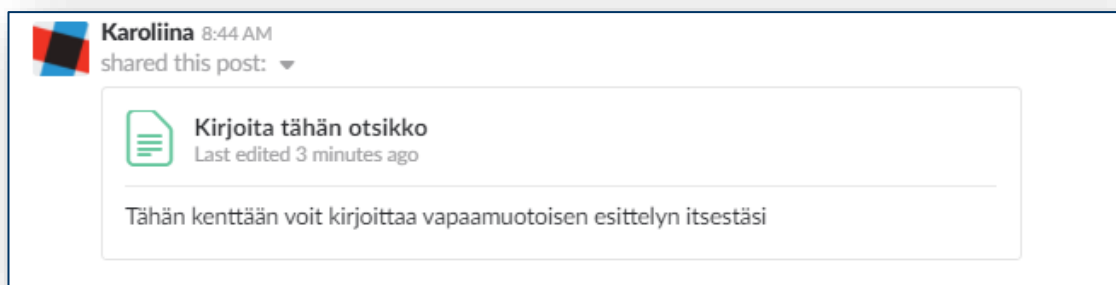 Karoliina 8:44 AM
shared this post:
Kirjoita tähän otsikko
Last edited 3 minutes ago
Tähän kenttään voit kirjoittaa vapaamuotoisen esittelyn itsestäsi